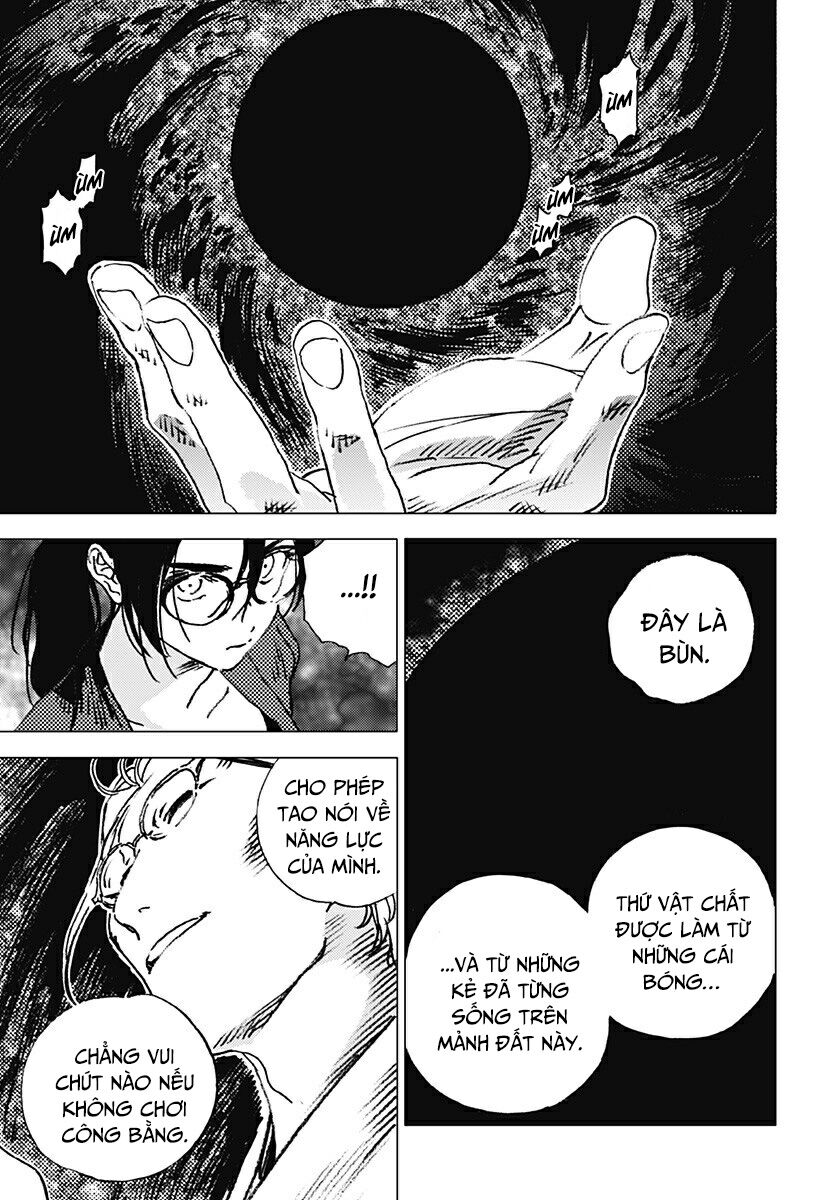 ÙM
ÙM
ÙM
ÙM
ÙM
ÙM
ĐÂY LÀ
BÙN.
THỨ VẬT CHẤT
ĐƯỢC LÀM TỪ
NHỮNG CÁI
BÓNG...
...VÀ TỪ NHỮNG
KẺ ĐÃ TỪNG
SỐNG TRÊN
MẢNH ĐẤT NÀY.
...!!
CHO PHÉP
TAO NÓI VỀ
NĂNG LỰC
CỦA MÌNH.
CHẲNG VUI
CHÚT NÀO NẾU
KHÔNG CHƠI
CÔNG BẰNG.